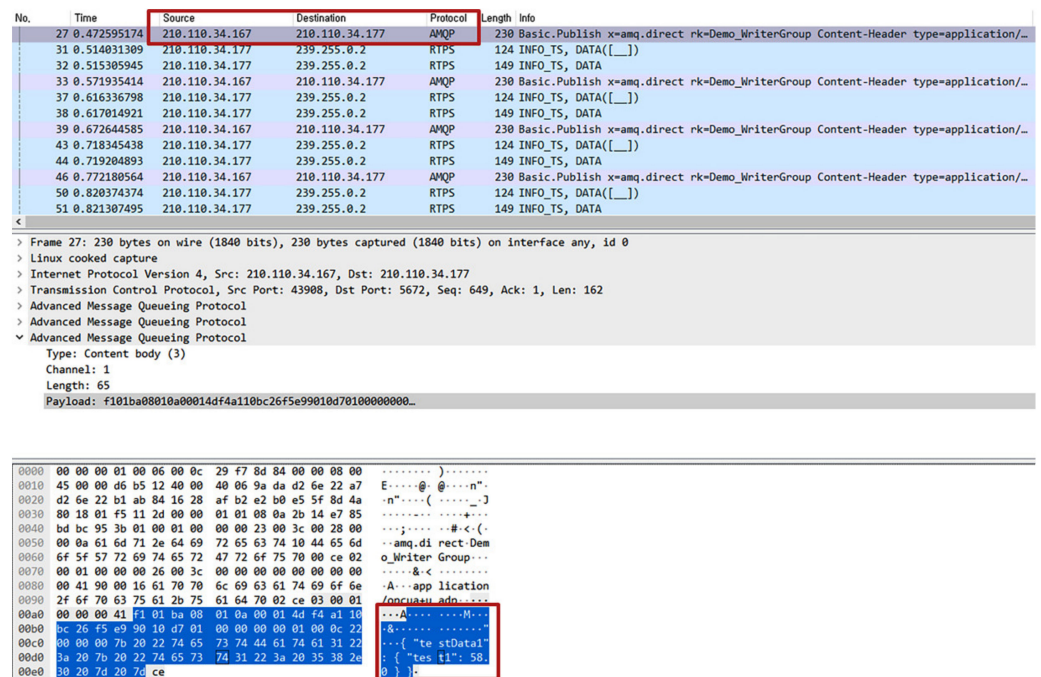 No. Time Source Destination Protocol Length Info
27 0.472595174 210.110.34.167 210.110.34.177 AMQP 230 Basic.Publish x=amq.direct rk=Demo_WriterGroup Content-Header type=application/…
31 0.514031309 210.110.34.177 239.255.0.2 RTPS 124 INFO_TS, DATA([__])
32 0.515305945 210.110.34.177 239.255.0.2 RTPS 149 INFO_TS, DATA
33 0.571935414 210.110.34.167 210.110.34.177 AMQP 230 Basic.Publish x=amq.direct rk=Demo_WriterGroup Content-Header type=application/…
37 0.616336798 210.110.34.177 239.255.0.2 RTPS 124 INFO_TS, DATA([__])
38 0.617014921 210.110.34.177 239.255.0.2 RTPS 149 INFO_TS, DATA
39 0.672644585 210.110.34.167 210.110.34.177 AMQP 230 Basic.Publish x=amq.direct rk=Demo_WriterGroup Content-Header type=application/…
43 0.718345438 210.110.34.177 239.255.0.2 RTPS 124 INFO_TS, DATA([__])
44 0.719204893 210.110.34.177 239.255.0.2 RTPS 149 INFO_TS, DATA
46 0.772180564 210.110.34.167 210.110.34.177 AMQP 230 Basic.Publish x=amq.direct rk=Demo_WriterGroup Content-Header type=application/…
50 0.820374374 210.110.34.177 239.255.0.2 RTPS 124 INFO_TS, DATA([__])
51 0.821307495 210.110.34.177 239.255.0.2 RTPS 149 INFO_TS, DATA
> Frame 27: 230 bytes on wire (1840 bits), 230 bytes captured (1840 bits) on interface any, id 0
> Linux cooked capture
> Internet Protocol Version 4, Src: 210.110.34.167, Dst: 210.110.34.177
> Transmission Control Protocol, Src Port: 43908, Dst Port: 5672, Seq: 649, Ack: 1, Len: 162
> Advanced Message Queueing Protocol
> Advanced Message Queueing Protocol
Advanced Message Queueing Protocol
Type: Content body (3)
Channel: 1
Length: 65
Payload: f101ba08010a00014df4a110bc26f5e99010d70100000000…
0000 00 00 00 01 00 06 00 0c 29 f7 8d 84 00 00 08 00 ········ )·······
0010 45 00 00 d6 b5 12 40 00 40 06 9a da d2 6e 22 a7 E·····@· @····n"·
0020 d2 6e 22 b1 ab 84 16 28 af b2 e2 b0 e5 5f 8d 4a ·n"····( ·····_·J
0030 80 18 01 f5 11 2d 00 00 01 01 08 0a 2b 14 e7 85 ·····-·· ····+···
0040 bd bc 95 3b 01 00 01 00 00 00 23 00 3c 00 28 00 ···;···· ··#·<·(·
0050 00 0a 61 6d 71 2e 64 69 72 65 63 74 10 44 65 6d ··amq.di rect·Dem
0060 6f 5f 57 72 69 74 65 72 47 72 6f 75 70 00 ce 02 o_Writer Group···
0070 00 01 00 00 00 26 00 3c 00 00 00 00 00 00 00 00 ·····&·< ········
0080 00 41 90 00 16 61 70 70 6c 69 63 61 74 69 6f 6e ·A···app lication
0090 2f 6f 70 63 75 61 2b 75 61 64 70 02 ce 03 00 01 /opcua+u adp·····
00a0 00 00 00 41 f1 01 ba 08 01 0a 00 01 4d f4 a1 10 ···A···· ····M···
00b0 bc 26 f5 e9 90 10 d7 01 00 00 00 00 01 00 0c 22 ·&······ ·······"
00c0 00 00 00 7b 20 22 74 65 73 74 44 61 74 61 31 22 ···{ "te stData1"
00d0 3a 20 7b 20 22 74 65 73 74 31 22 3a 20 35 38 2e : { "tes t1": 58.
00e0 30 20 7d 20 7d ce 0 } }·